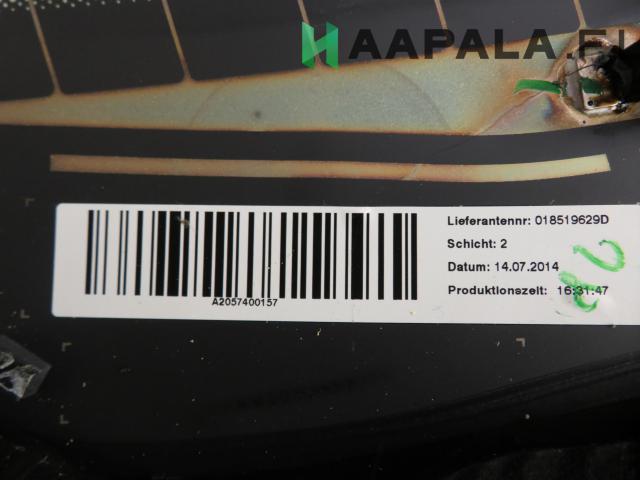 HAAPALA.FI
Lieferantennr: 018519629D
Schicht: 2
Datum: 14.07.2014
Produktionszeit: 16:31:47
A2057400157